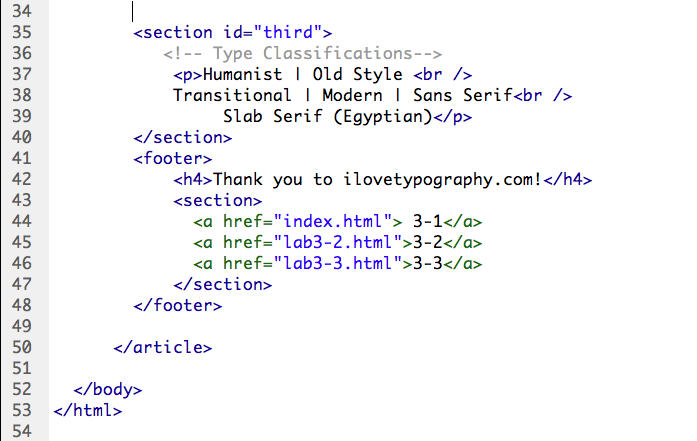 34
35 <section id="third">
36 <!-- Type Classifications-->
37 <p>Humanist | Old Style <br />
38 Transitional | Modern | Sans Serif<br />
39 Slab Serif (Egyptian)</p>
40 </section>
41 <footer>
42 <h4>Thank you to ilovetypography.com!</h4>
43 <section>
44 <a href="index.html"> 3-1</a>
45 <a href="lab3-2.html">3-2</a>
46 <a href="lab3-3.html">3-3</a>
47 </section>
48 </footer>
49
50 </article>
51
52 </body>
53 </html>
54